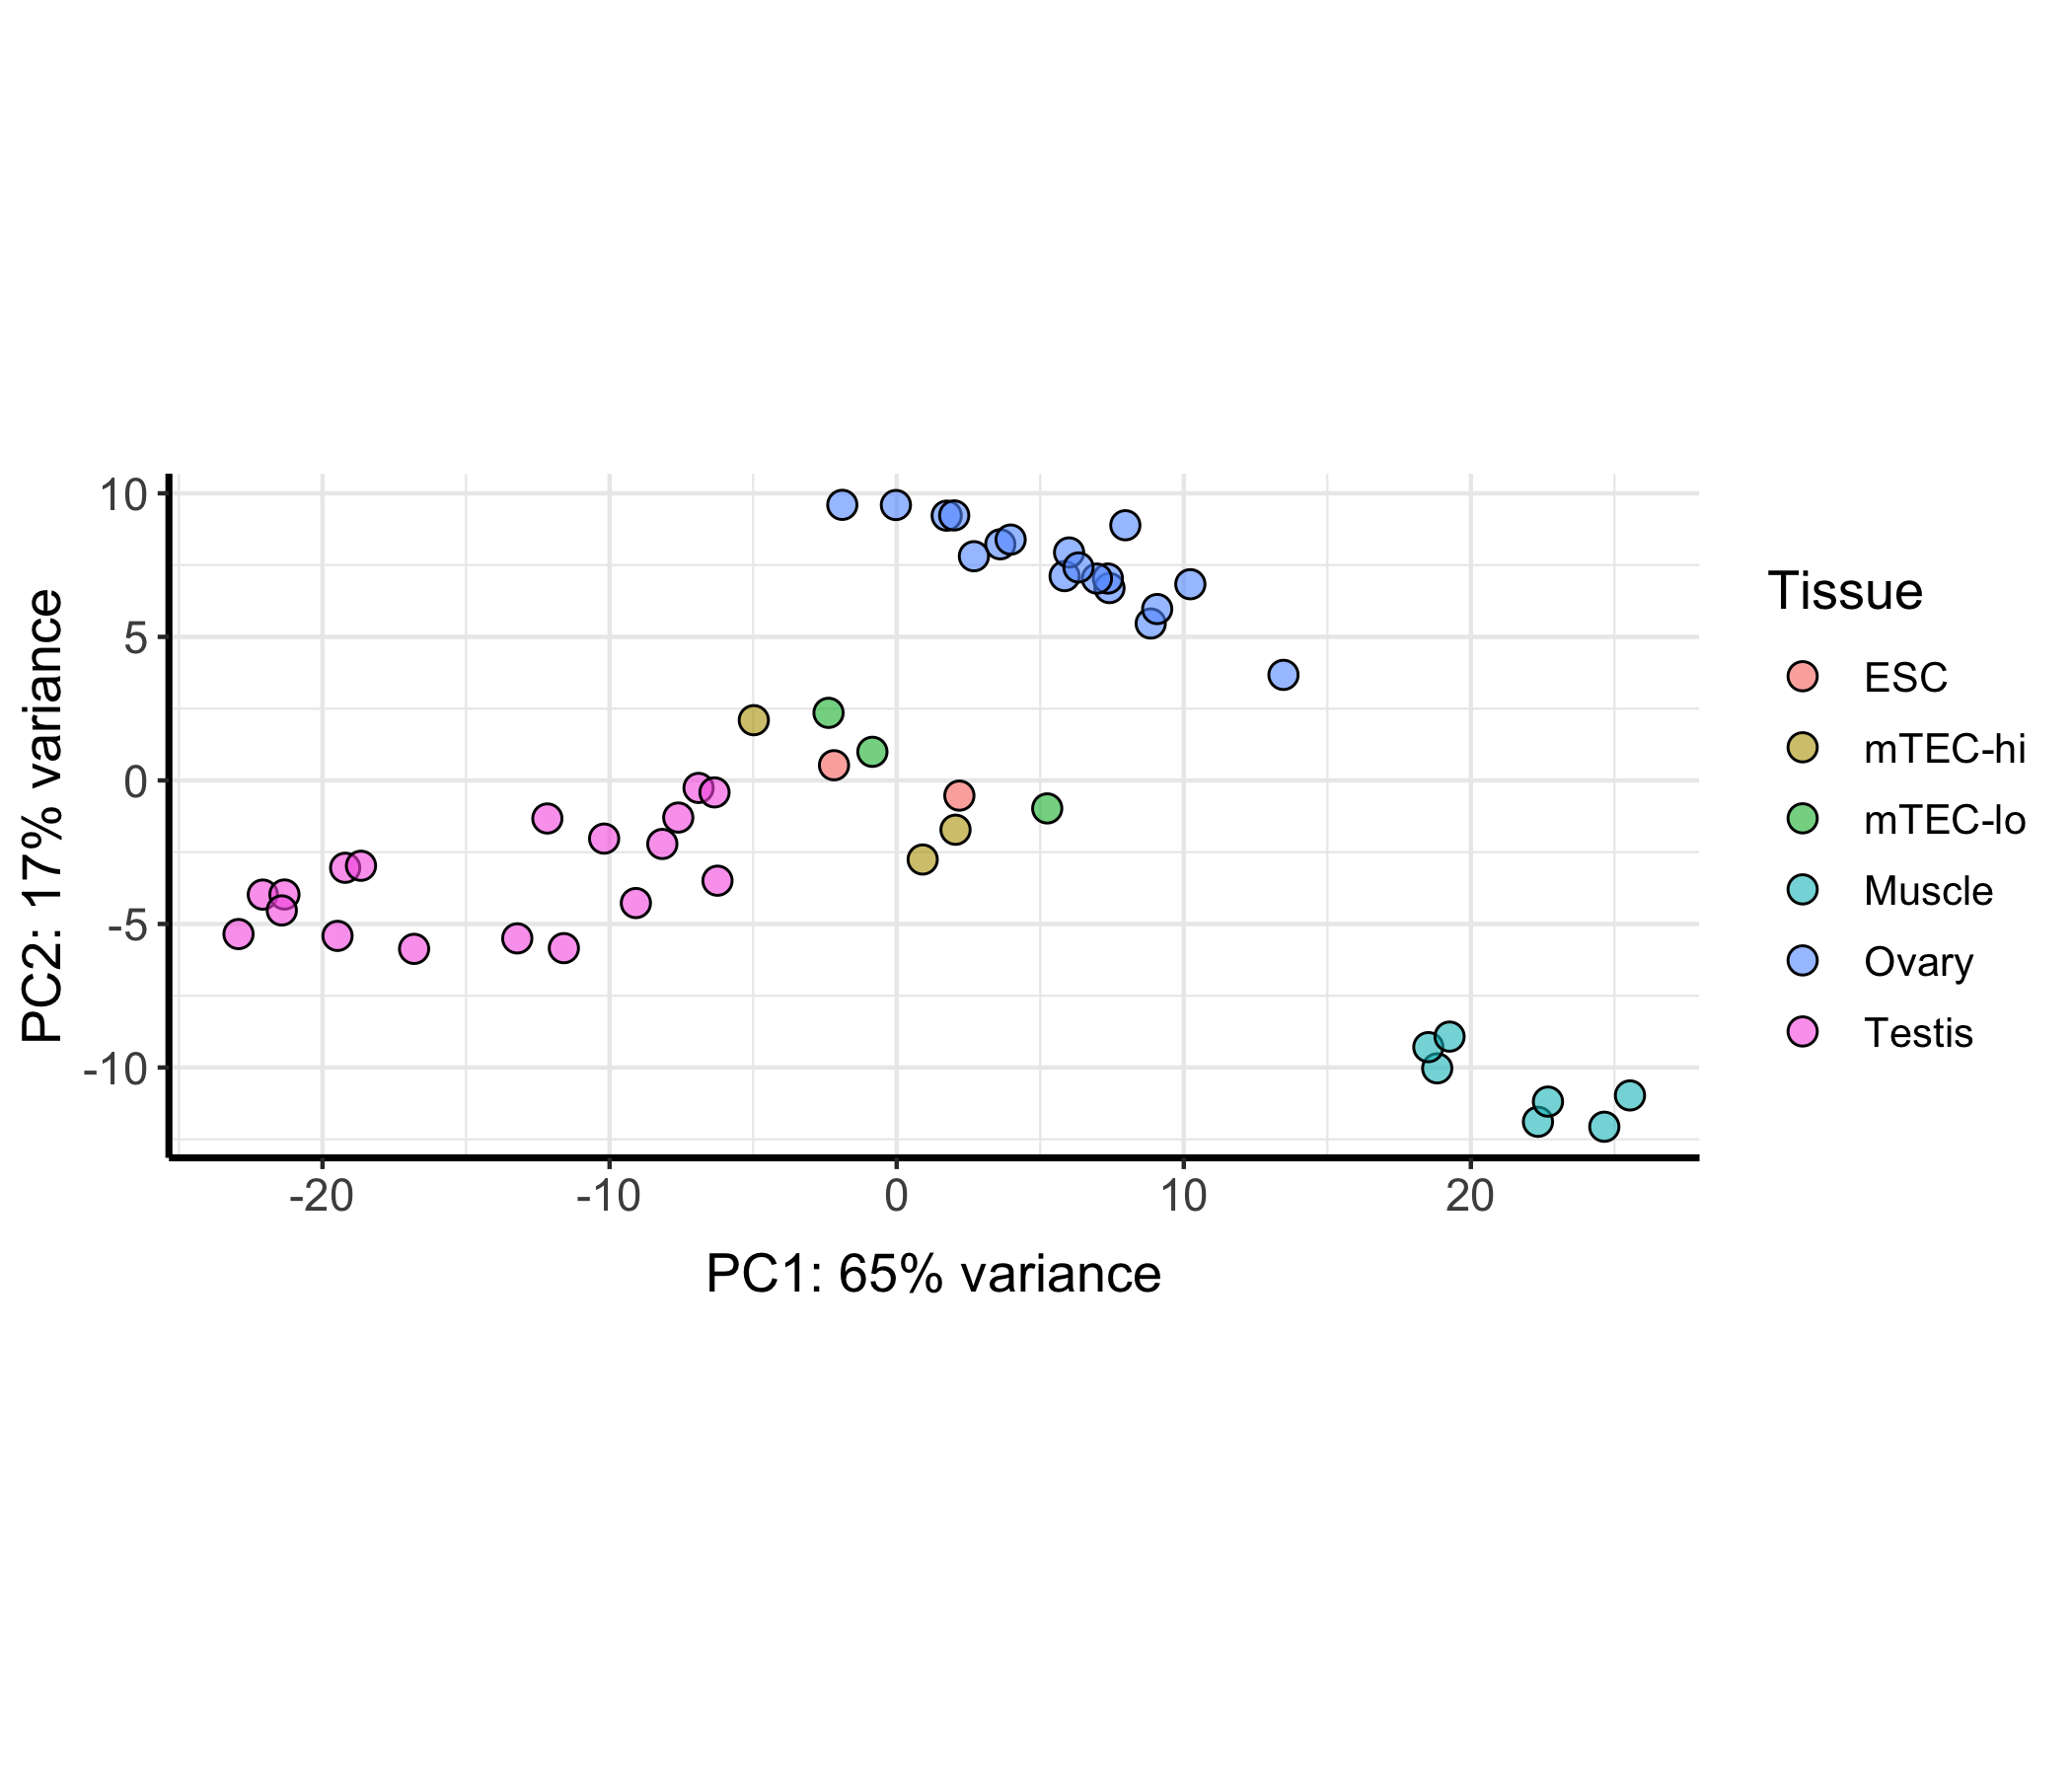 PC2: 17% variance
10
5
0
-5
-10
-20
-10
0
10
20
PC1: 65% variance
Tissue
ESC
mTEC-hi
mTEC-lo
Muscle
Ovary
Testis